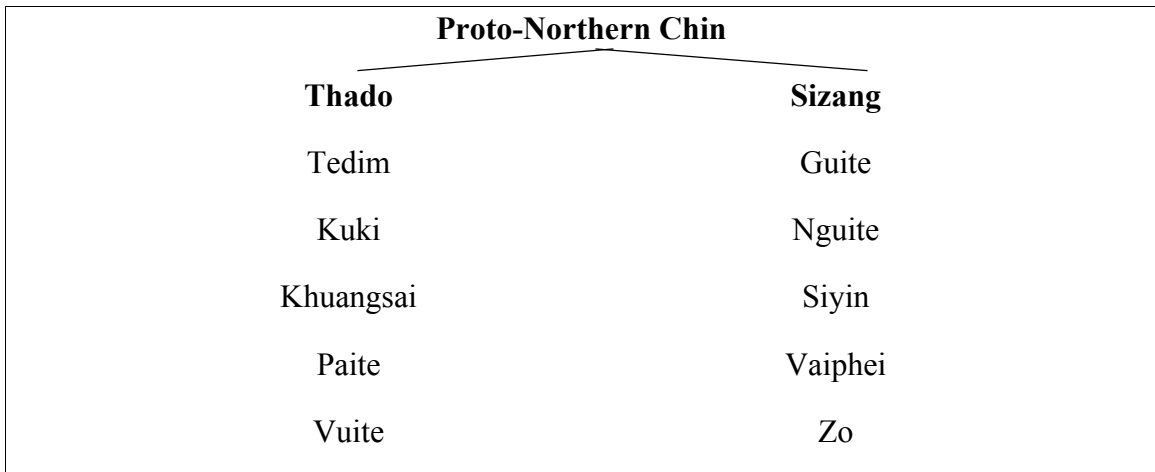 Proto-Northern Chin
Thado Sizang
Tedim Guite
Kuki Nguite
Khuangsai Siyin
Paite Vaiphei
Vuite Zo